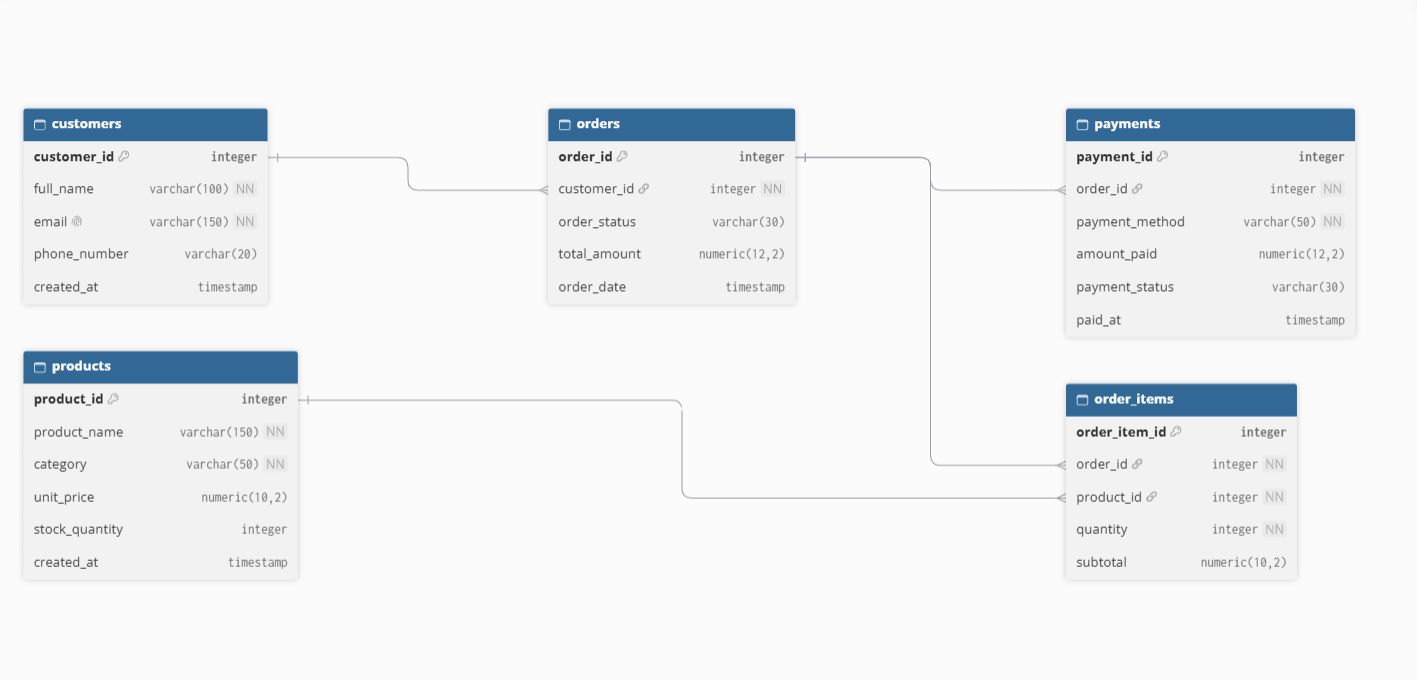 customers
customer_id integer
full_name varchar(100) NN
email varchar(150) NN
phone_number varchar(20)
created_at timestamp
orders
order_id integer
customer_id integer NN
order_status varchar(30)
total_amount numeric(12,2)
order_date timestamp
payments
payment_id integer
order_id integer NN
payment_method varchar(50) NN
amount_paid numeric(12,2)
payment_status varchar(30)
paid_at timestamp
products
product_id integer
product_name varchar(150) NN
category varchar(50) NN
unit_price numeric(10,2)
stock_quantity integer
created_at timestamp
order_items
order_item_id integer
order_id integer NN
product_id integer NN
quantity integer NN
subtotal numeric(10,2)